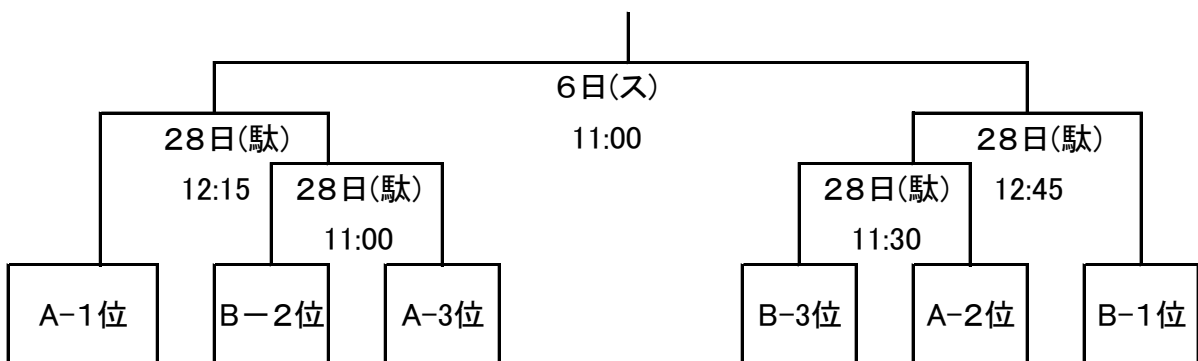 6日(ス)
11:00
28日(駄)
12:15
28日(駄)
12:45
28日(駄)
11:00
28日(駄)
11:30
A-1位
B－2位
A-3位
B-3位
A-2位
B-1位